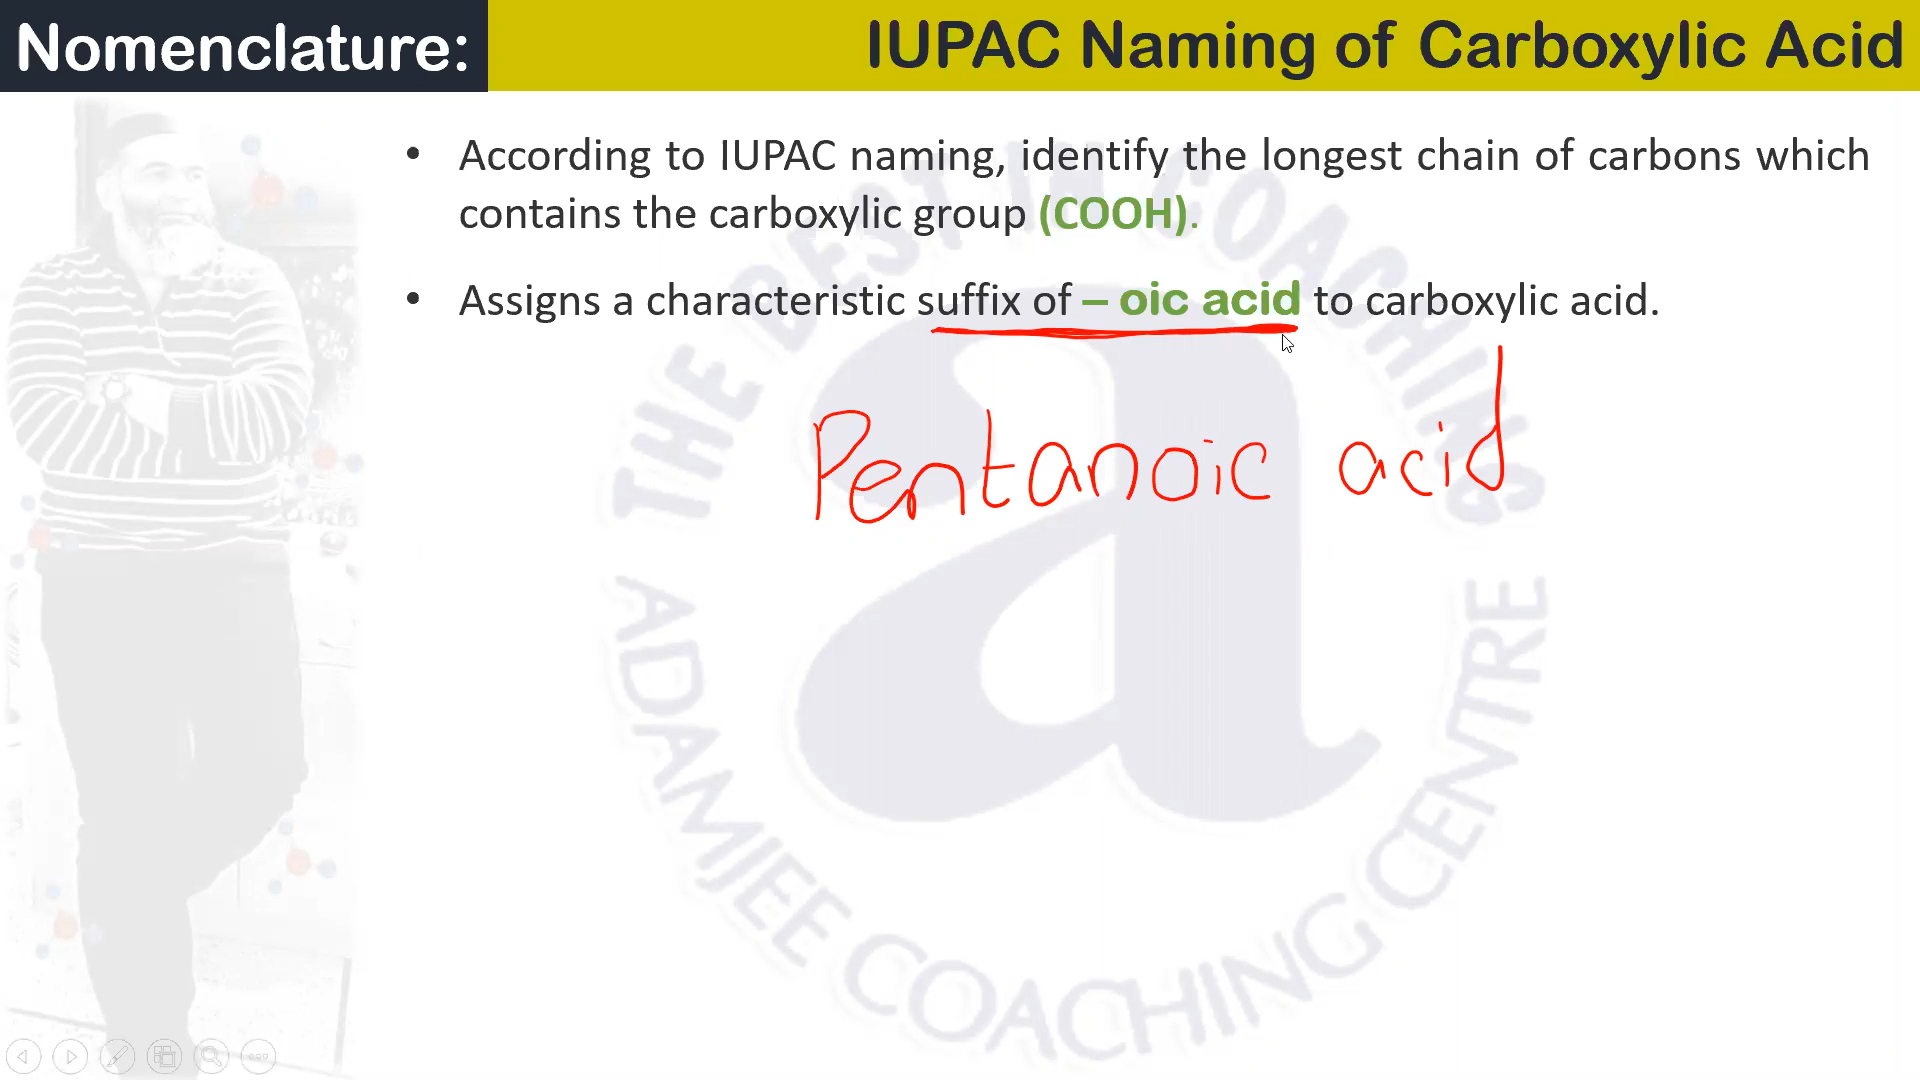 Nomenclature:
IUPAC Naming of Carboxylic Acid
• According to IUPAC naming, identify the longest chain of carbons which
contains the carboxylic group (COOH).
• Assigns a characteristic suffix of – oic acid to carboxylic acid.
Pentanoic acid
THE BEST IN COACHING
a
ADAMJEE COACHING CENTRE